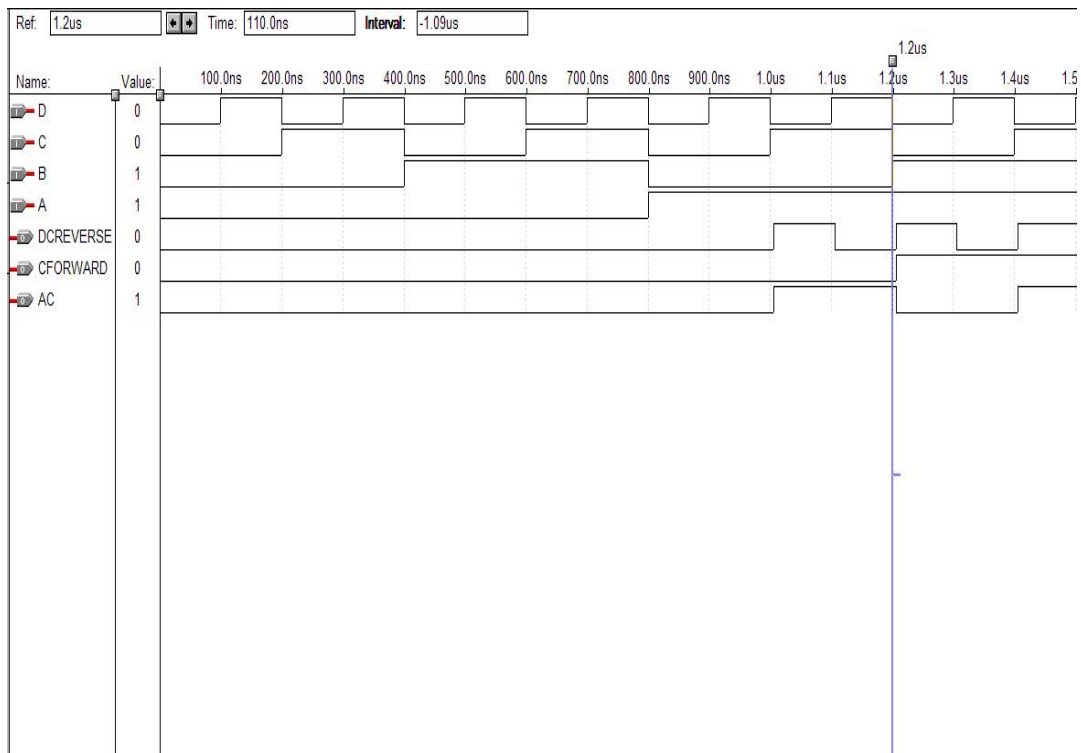 Ref: 1.2us Time: 110.0ns Interval: -1.09us
1.2us
Name: Value: 100.0ns 200.0ns 300.0ns 400.0ns 500.0ns 600.0ns 700.0ns 800.0ns 900.0ns 1.0us 1.1us 1.2us 1.3us 1.4us 1.5
D 0
C 0
B 1
A 1
DCREVERSE 0
CFORWARD 0
AC 1